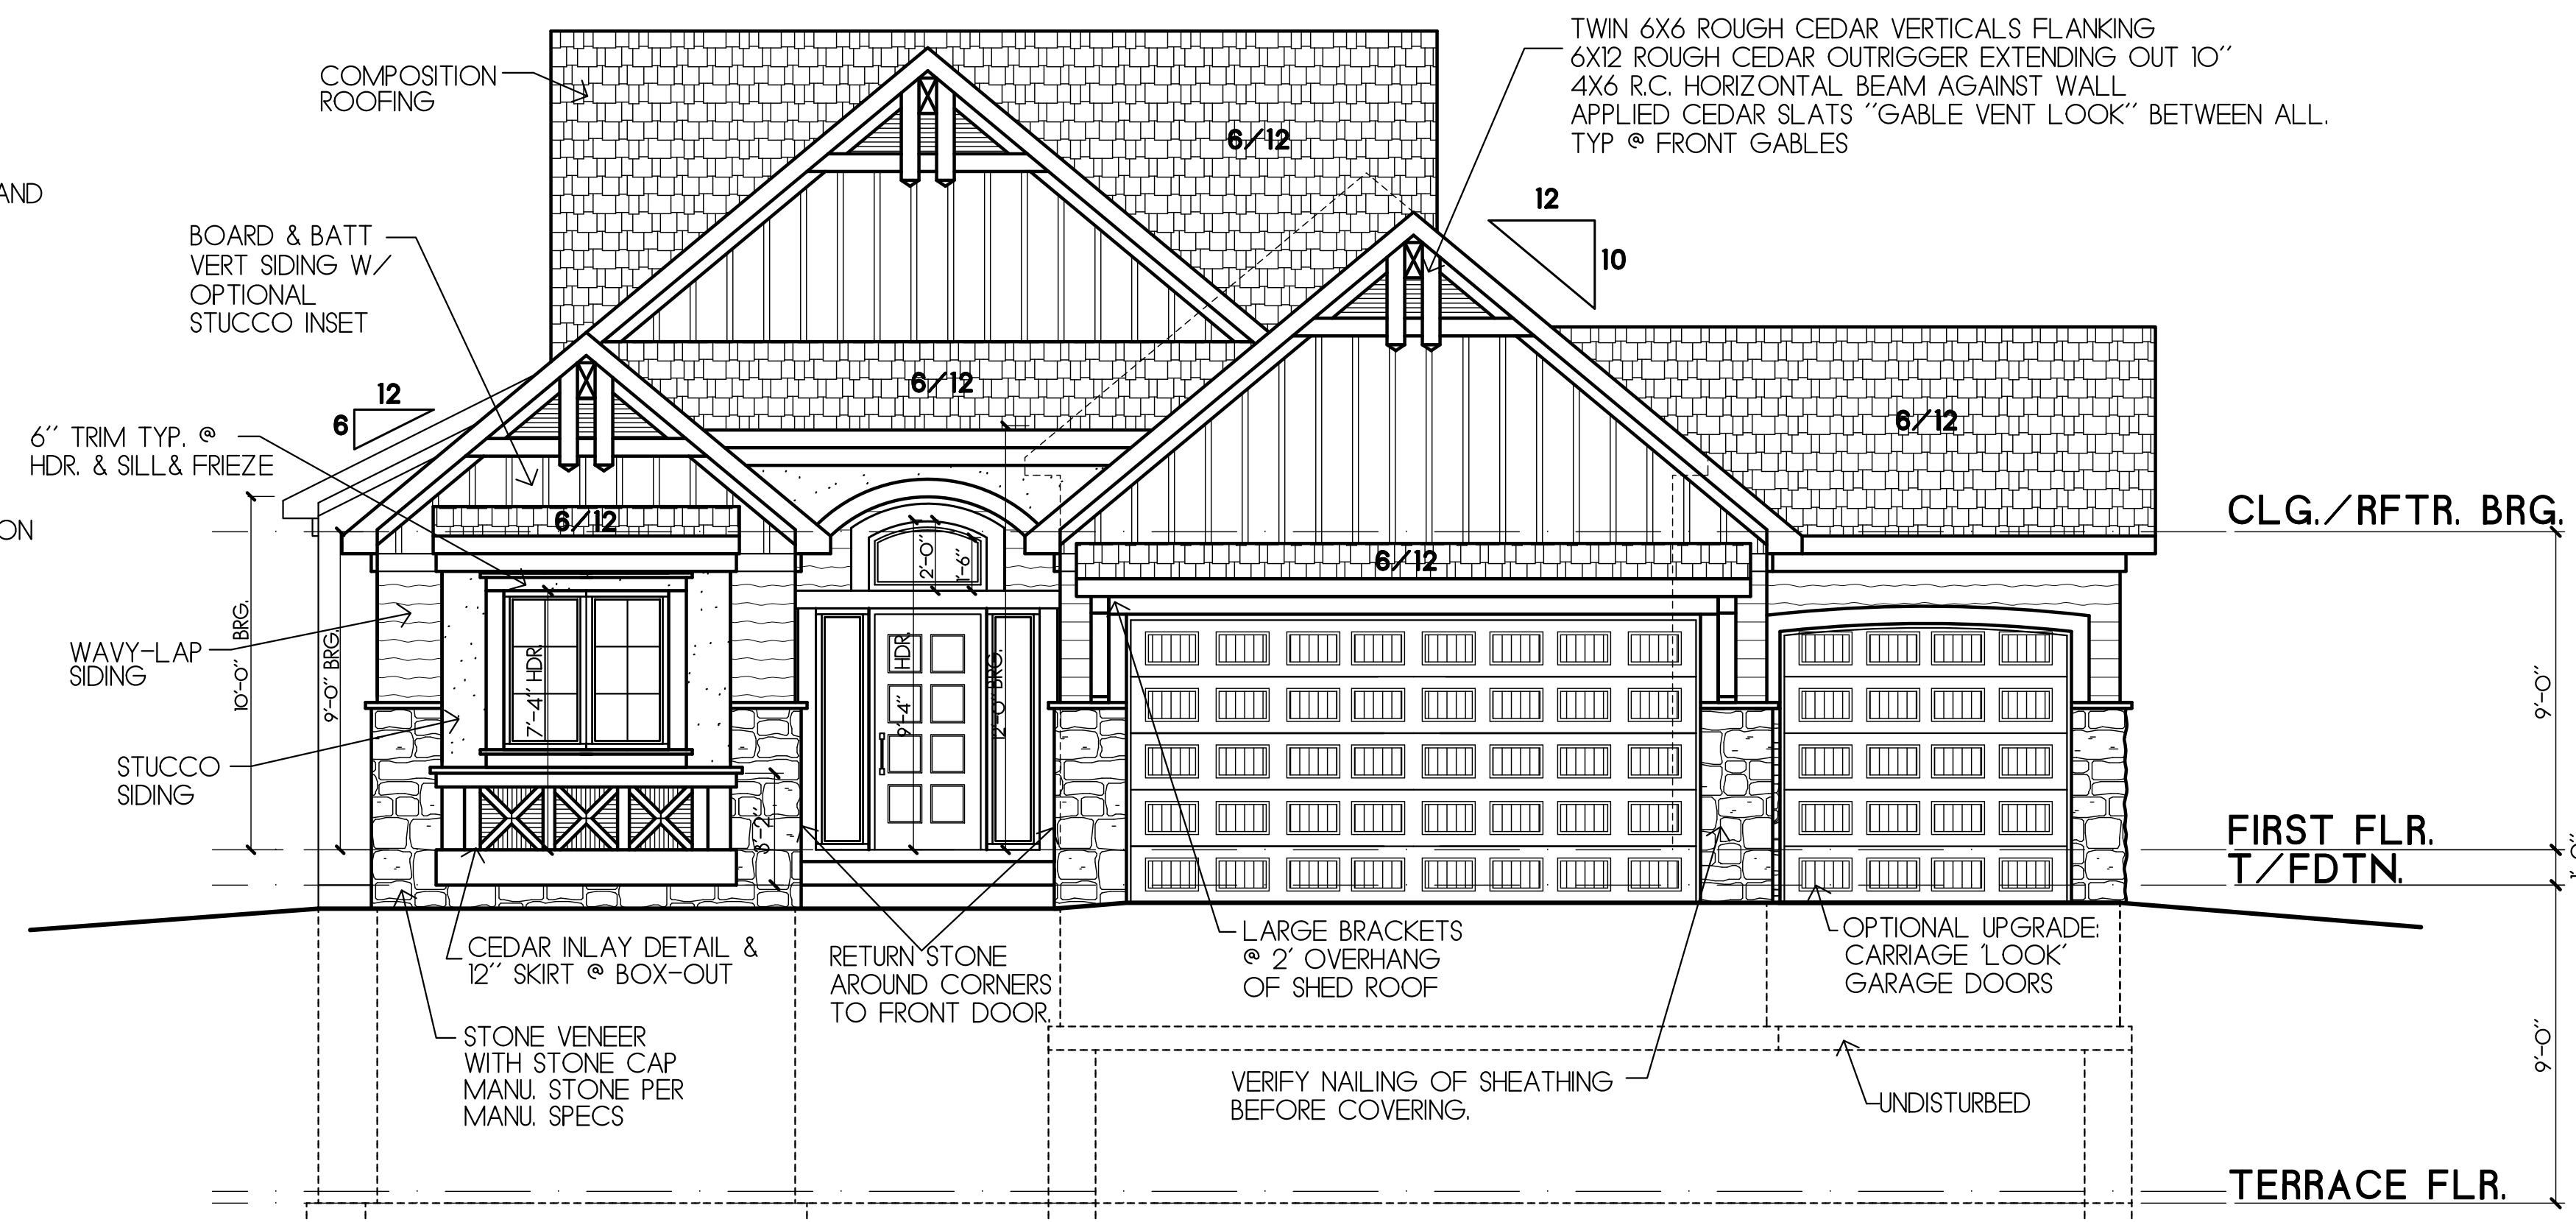 TWIN 6X6 ROUGH CEDAR VERTICALS FLANKING
6X12 ROUGH CEDAR OUTRIGGER EXTENDING OUT 10"
4X6 R.C. HORIZONTAL BEAM AGAINST WALL
APPLIED CEDAR SLATS "GABLE VENT LOOK" BETWEEN ALL.
TYP @ FRONT GABLES
COMPOSITION
ROOFING
6/12
AND
12
10
BOARD & BATT
VERT SIDING W/
OPTIONAL
STUCCO INSET
12
6
6/12
6/12
6" TRIM TYP. @
HDR. & SILL& FRIEZE
ON
6/12
6/12
CLG./RFTR. BRG.
2'-0"
1'-6"
10'-0" BRG.
9'-0" BRG.
7'-4" HDR.
9'-4" HDR.
12'-0" BRG.
9'-0"
WAVY-LAP
SIDING
STUCCO
SIDING
3'-2"
FIRST FLR.
T/FDTN.
CEDAR INLAY DETAIL &
12" SKIRT @ BOX-OUT
RETURN STONE
AROUND CORNERS
TO FRONT DOOR.
LARGE BRACKETS
@ 2' OVERHANG
OF SHED ROOF
OPTIONAL UPGRADE:
CARRIAGE 'LOOK'
GARAGE DOORS
STONE VENEER
WITH STONE CAP
MANU. STONE PER
MANU. SPECS
VERIFY NAILING OF SHEATHING
BEFORE COVERING.
UNDISTURBED
9'-0"
TERRACE FLR.